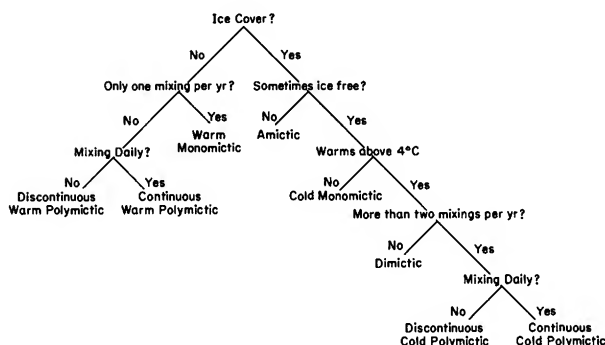 Ice Cover?
No
Yes
Only one mixing per yr?
Sometimes ice free?
No
Yes
No
Yes
Warm
Monomictic
Amictic
Mixing Daily?
Warms above 4°C
No
Yes
No
Yes
Discontinuous
Warm Polymictic
Continuous
Warm Polymictic
Cold Monomictic
More than two mixings per yr?
No
Yes
Dimictic
Mixing Daily?
No
Yes
Discontinuous
Cold Polymictic
Continuous
Cold Polymictic